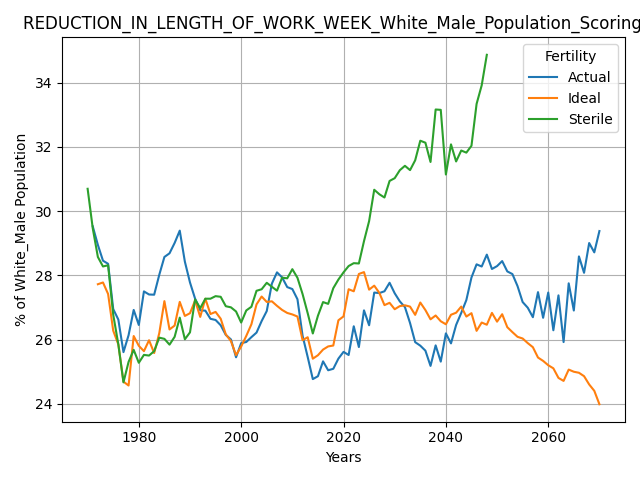 REDUCTION_IN_LENGTH_OF_WORK_WEEK_White_Male_Population_Scoring
% of White_Male Population
34
32
30
28
26
24
Fertility
Actual
Ideal
Sterile
1980
2000
2020
2040
2060
Years